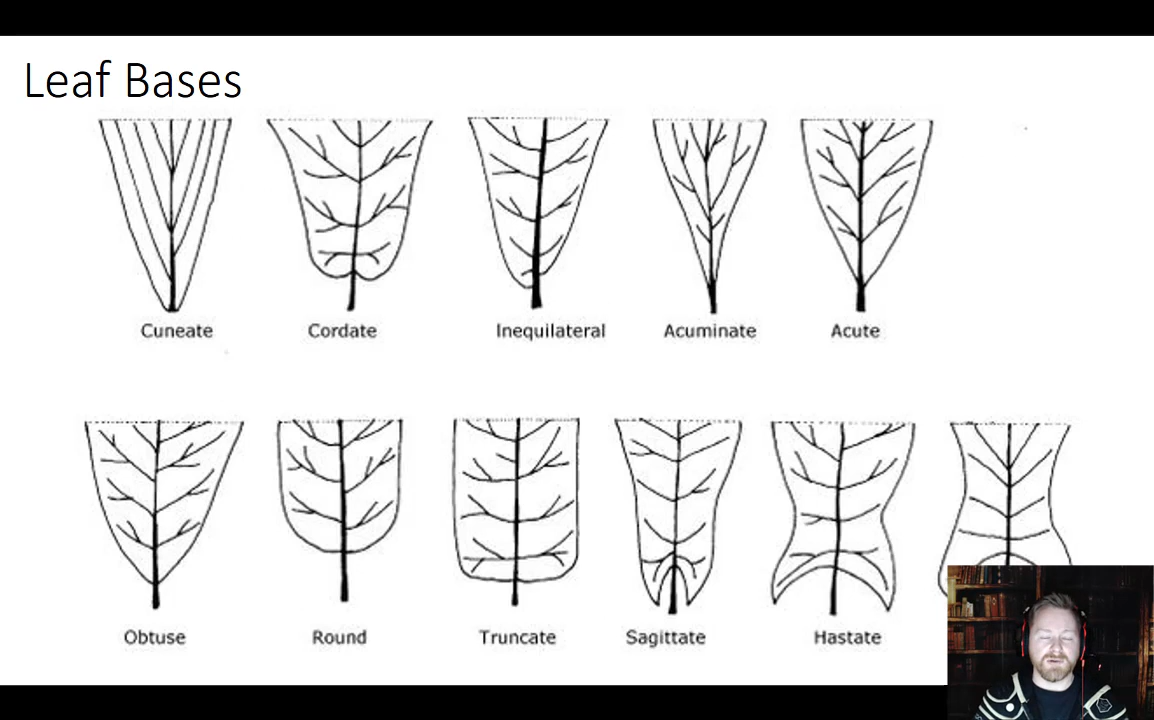 Leaf Bases
Cuneate
Cordate
Inequilateral
Acuminate
Acute
Obtuse
Round
Truncate
Sagittate
Hastate